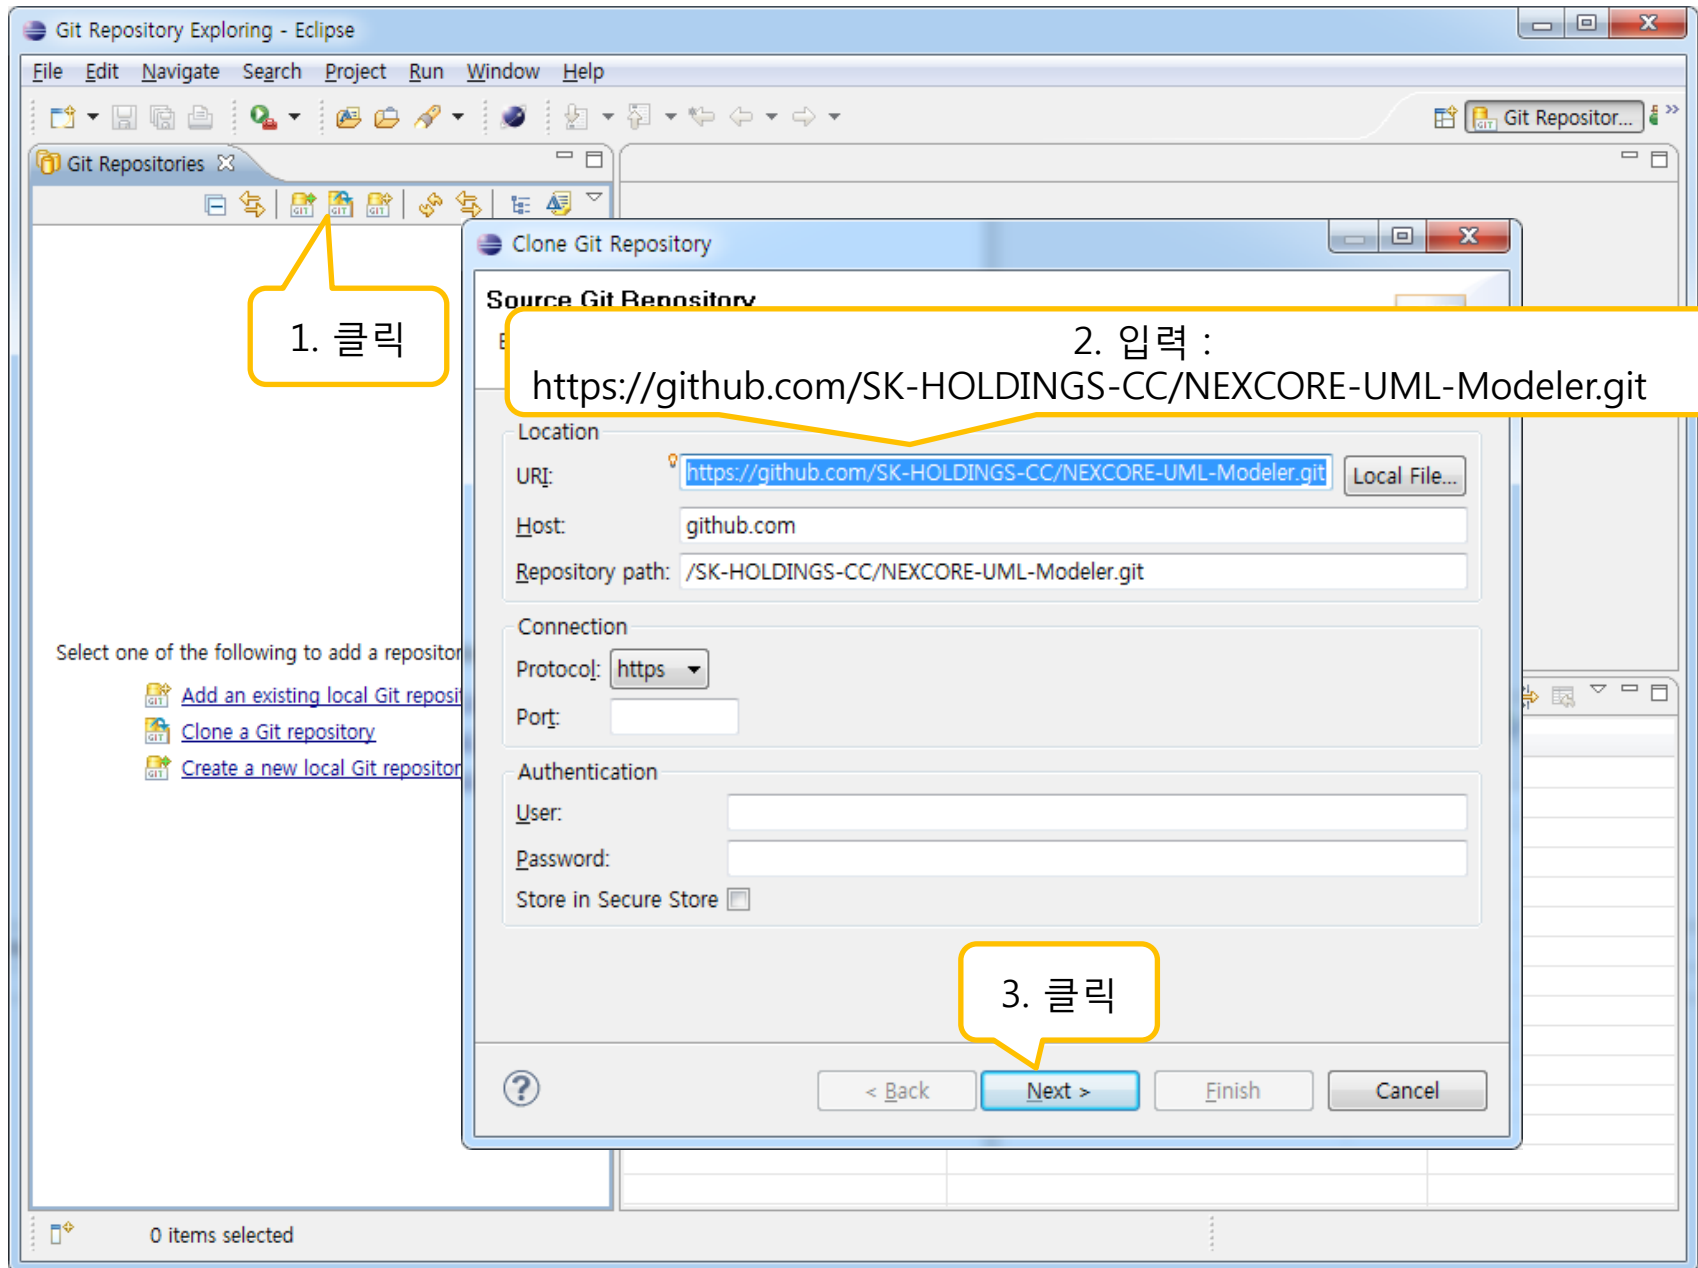 Git Repository Exploring - Eclipse
File Edit Navigate Search Project Run Window Help
Git Repositor...
Git Repositories
Clone Git Repository
Source Git Repository
1. 클릭
2. 입력 :
https://github.com/SK-HOLDINGS-CC/NEXCORE-UML-Modeler.git
Location
URI: https://github.com/SK-HOLDINGS-CC/NEXCORE-UML-Modeler.git Local File...
Host: github.com
Repository path: /SK-HOLDINGS-CC/NEXCORE-UML-Modeler.git
Connection
Protocol: https
Port:
Authentication
User:
Password:
Store in Secure Store
Select one of the following to add a repositor
Add an existing local Git reposit
Clone a Git repository
Create a new local Git repositor
3. 클릭
< Back Next > Finish Cancel
0 items selected